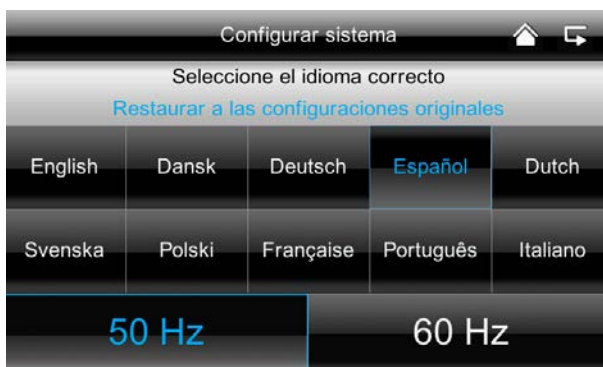 Configurar sistema
Seleccione el idioma correcto
Restaurar a las configuraciones originales
English Dansk Deutsch Español Dutch
Svenska Polski Française Português Italiano
50 Hz 60 Hz